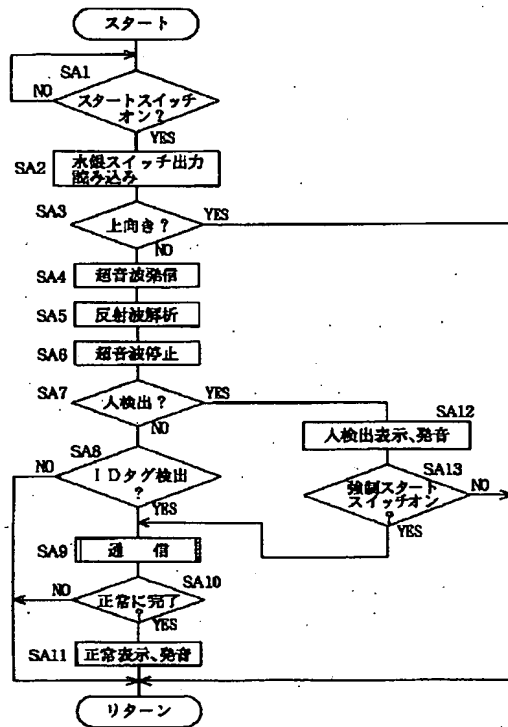 スタート
SA1
NO
スタートスイッチ
オン？
YES
SA2
水銀スイッチ出力
読み込み
SA3
上向き？
YES
NO
SA4
超音波発信
SA5
反射波解析
SA6
超音波停止
SA7
人検出？
YES
NO
SA12
人検出表示、発音
SA8
NO
ＩＤタグ検出
？
YES
SA13
強制スタート
スイッチオン
？
NO
YES
SA9
通 信
SA10
NO
正常に完了
？
YES
SA11
正常表示、発音
リターン